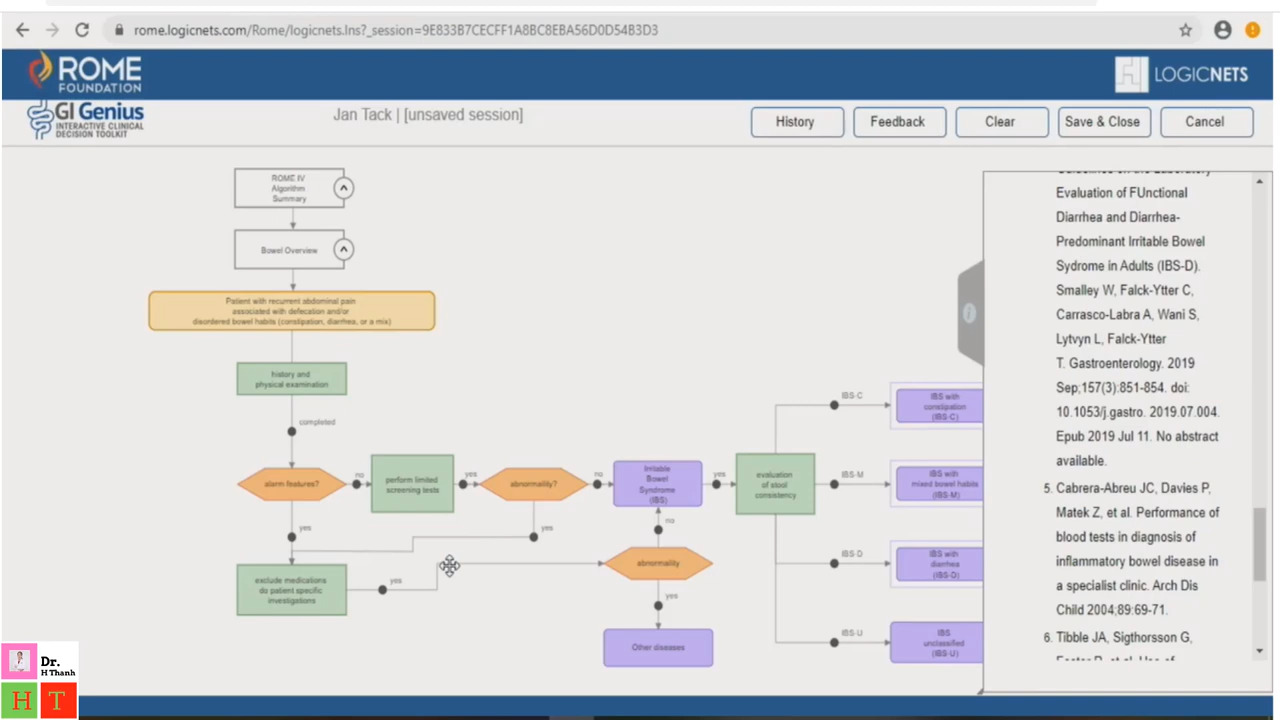 rome.logicnets.com/Rome/logicnets.lns?_session=9E833B7CECFF1A8BC8EBA56D0D54B3D3
ROME
FOUNDATION
LOGICNETS
GI Genius
INTERACTIVE CLINICAL
DECISION TOOLKIT
Jan Tack | [unsaved session]
History
Feedback
Clear
Save & Close
Cancel
ROME IV
Algorithm
Summary
Bowel Overview
Patient with recurrent abdominal pain
associated with defecation and/or
disordered bowel habits (constipation, diarrhea, or a mix)
history and
physical examination
completed
alarm features?
no
perform limited
screening tests
yes
abnormality?
no
Irritable
Bowel
Syndrome
(IBS)
yes
evaluation
of stool
consistency
IBS-C
IBS with
constipation
(IBS-C)
IBS-M
IBS with
mixed bowel habits
(IBS-M)
IBS-D
IBS with
diarrhea
(IBS-D)
IBS-U
IBS
unclassified
(IBS-U)
yes
yes
no
exclude medications
do patient specific
investigations
yes
abnormality
yes
Other diseases
Guidelines on the Laboratory
Evaluation of FUnctional
Diarrhea and Diarrhea-
Predominant Irritable Bowel
Sydrome in Adults (IBS-D).
Smalley W, Falck-Ytter C,
Carrasco-Labra A, Wani S,
Lytvyn L, Falck-Ytter
T. Gastroenterology. 2019
Sep;157(3):851-854. doi:
10.1053/j.gastro. 2019.07.004.
Epub 2019 Jul 11. No abstract
available.
5. Cabrera-Abreu JC, Davies P,
Matek Z, et al. Performance of
blood tests in diagnosis of
inflammatory bowel disease in
a specialist clinic. Arch Dis
Child 2004;89:69-71.
6. Tibble JA, Sigthorsson G,
Dr.
H Thanh
H T